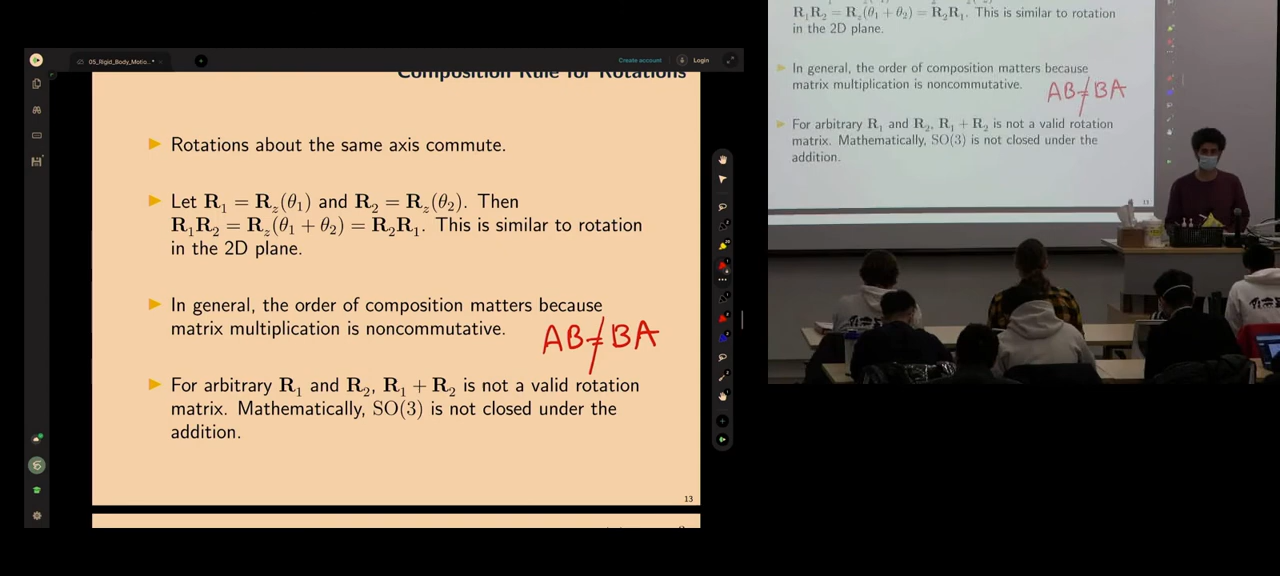 05_Rigid_Body_Motio...*
Create account
Login
Composition Rule for Rotations
Rotations about the same axis commute.
Let R₁ = R_z(θ₁) and R₂ = R_z(θ₂). Then
R₁R₂ = R_z(θ₁ + θ₂) = R₂R₁. This is similar to rotation
in the 2D plane.
In general, the order of composition matters because
matrix multiplication is noncommutative.
AB ≠ BA
For arbitrary R₁ and R₂, R₁ + R₂ is not a valid rotation
matrix. Mathematically, SO(3) is not closed under the
addition.
13
R₁R₂ = R_z(θ₁ + θ₂) = R₂R₁. This is similar to rotation
in the 2D plane.
In general, the order of composition matters because
matrix multiplication is noncommutative.
AB ≠ BA
For arbitrary R₁ and R₂, R₁ + R₂ is not a valid rotation
matrix. Mathematically, SO(3) is not closed under the
addition.
13